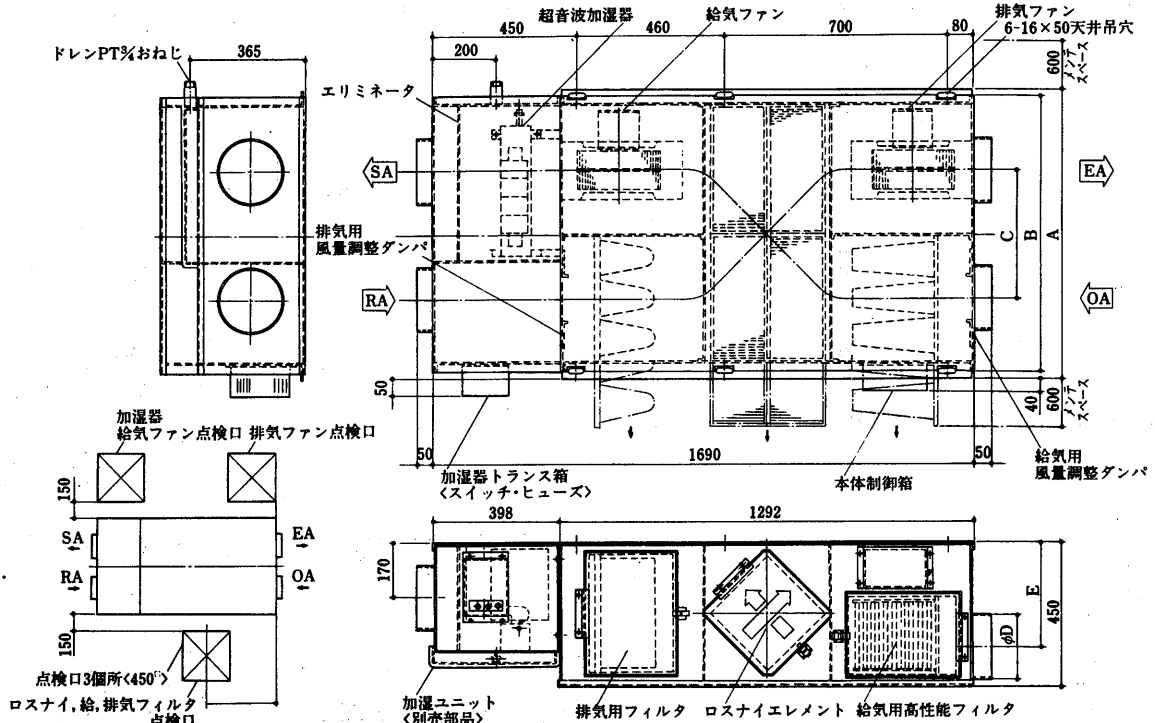 超音波加湿器
給気ファン
排気ファン
6-16×50天井吊穴
450
460
700
80
200
600
メンテスペース
ドレンPT¾おねじ
365
エリミネータ
SA
EA
排気用
風量調整ダンパ
RA
OA
C
B
A
50
40
600
メンテスペース
50
1690
50
加湿器トランス箱
〈スイッチ・ヒューズ〉
本体制御箱
給気用
風量調整ダンパ
加湿器
給気ファン点検口
排気ファン点検口
150
SA
EA
RA
OA
150
点検口3個所<450□>
ロスナイ,給,排気フィルタ
点検口
398
1292
170
E
450
φD
加湿ユニット
〈別売部品〉
排気用フィルタ
ロスナイエレメント
給気用高性能フィルタ